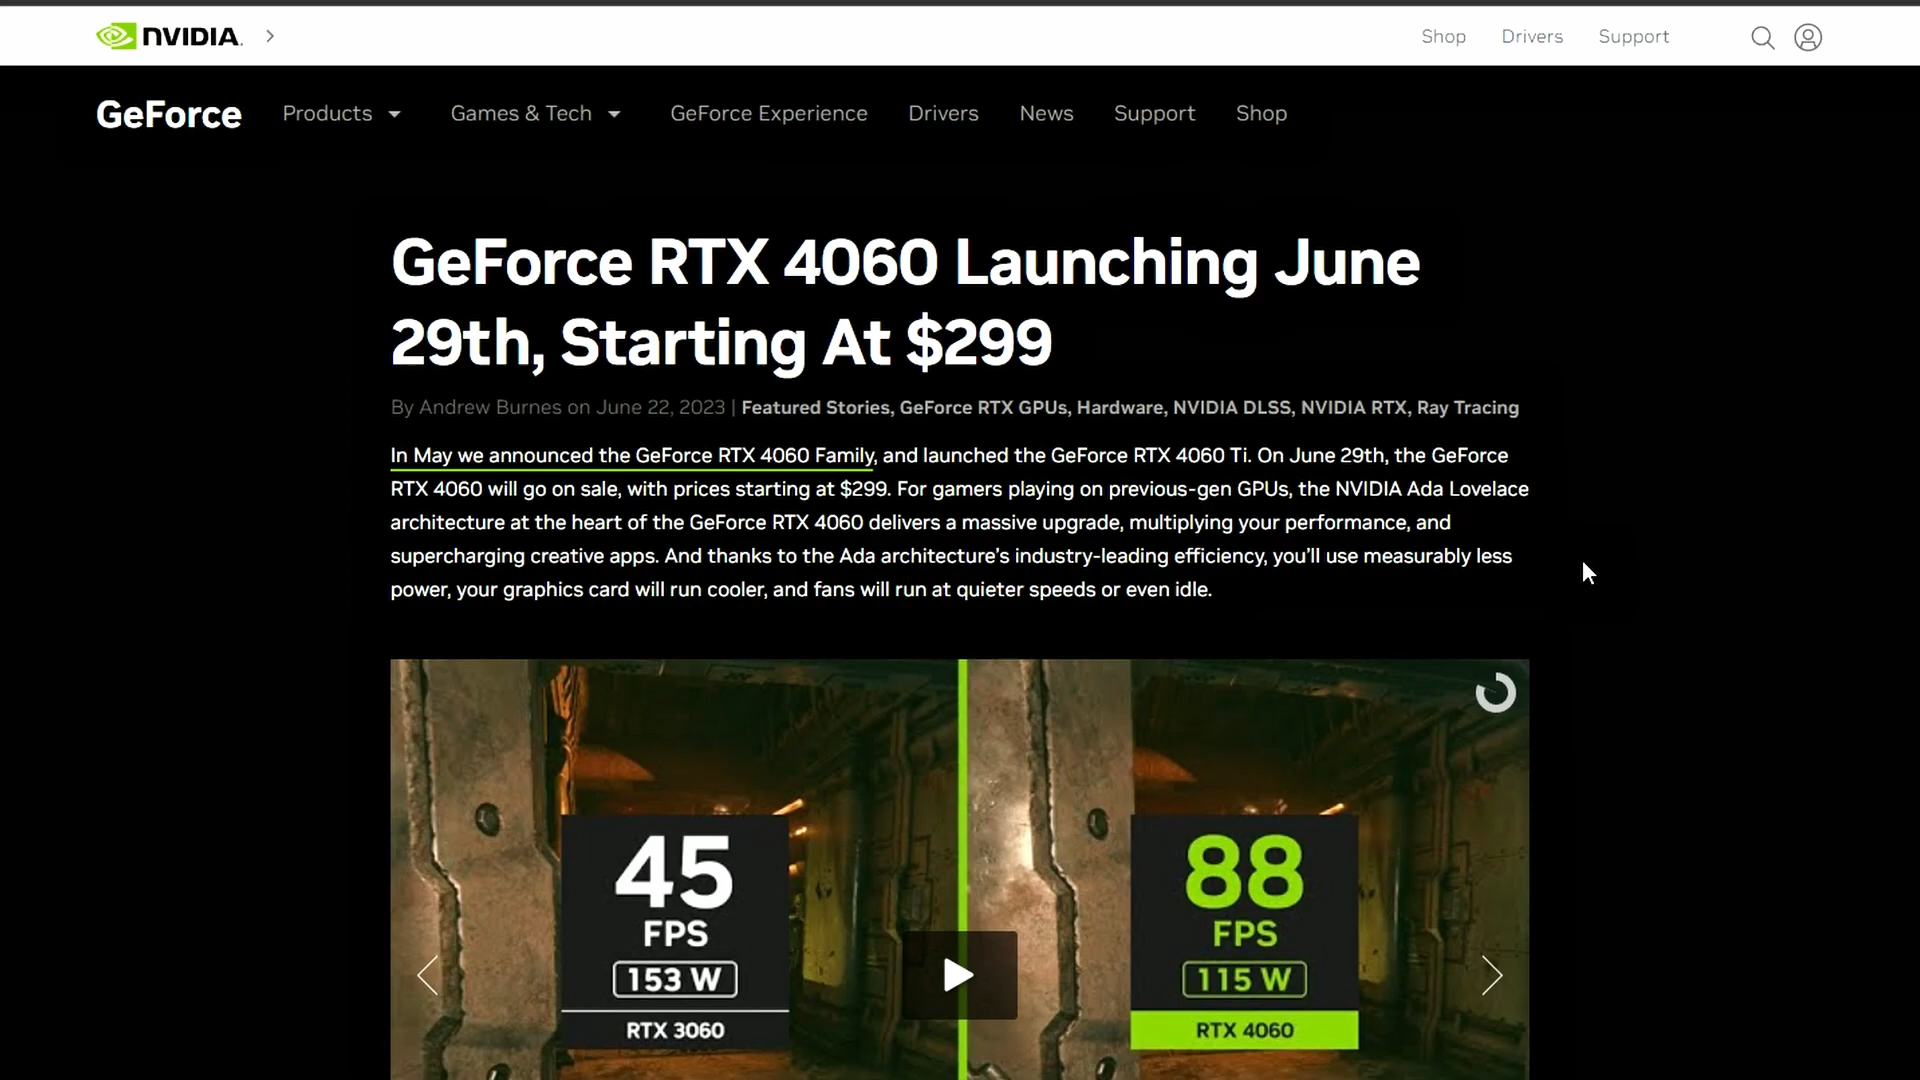 NVIDIA.
Shop Drivers Support
GeForce Products Games & Tech GeForce Experience Drivers News Support Shop
GeForce RTX 4060 Launching June
29th, Starting At $299
By Andrew Burnes on June 22, 2023 | Featured Stories, GeForce RTX GPUs, Hardware, NVIDIA DLSS, NVIDIA RTX, Ray Tracing
In May we announced the GeForce RTX 4060 Family, and launched the GeForce RTX 4060 Ti. On June 29th, the GeForce
RTX 4060 will go on sale, with prices starting at $299. For gamers playing on previous-gen GPUs, the NVIDIA Ada Lovelace
architecture at the heart of the GeForce RTX 4060 delivers a massive upgrade, multiplying your performance, and
supercharging creative apps. And thanks to the Ada architecture’s industry-leading efficiency, you’ll use measurably less
power, your graphics card will run cooler, and fans will run at quieter speeds or even idle.
45
FPS
153 W
RTX 3060
88
FPS
115 W
RTX 4060